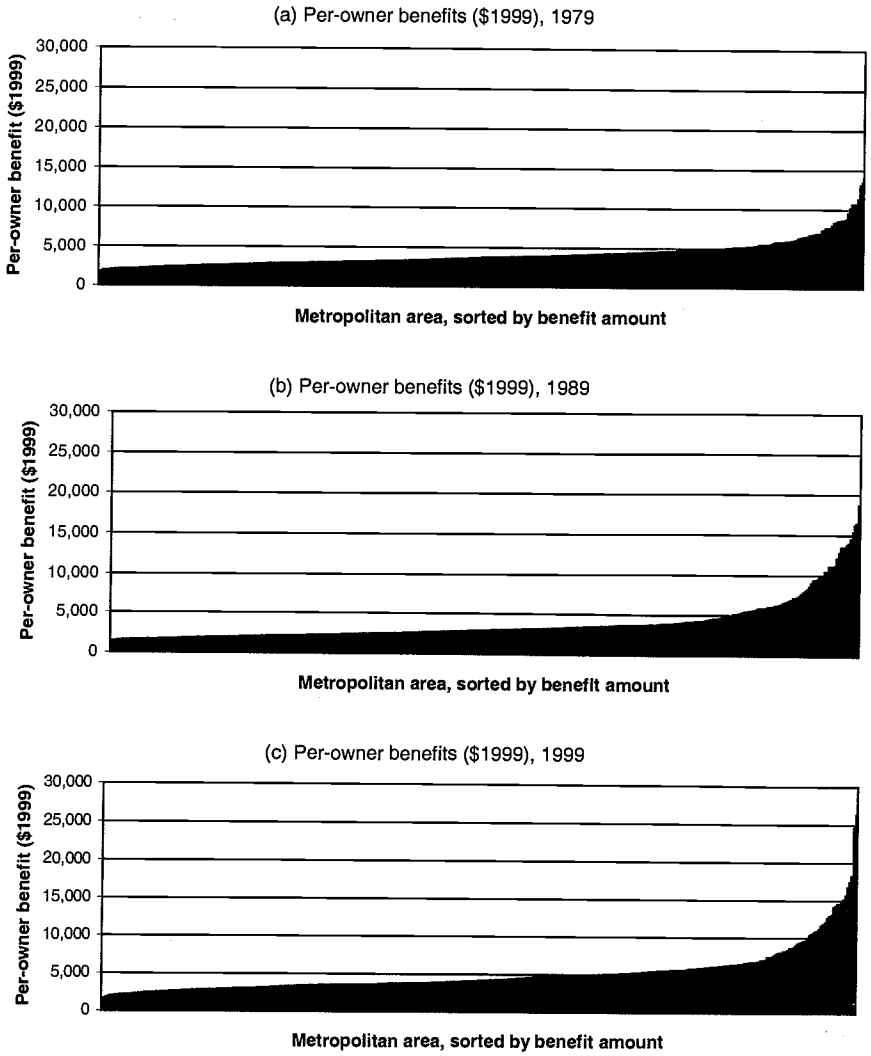 (a) Per-owner benefits ($1999), 1979
Per-owner benefit ($1999)
30,000
25,000
20,000
15,000
10,000
5,000
0
Metropolitan area, sorted by benefit amount
(b) Per-owner benefits ($1999), 1989
Per-owner benefit ($1999)
30,000
25,000
20,000
15,000
10,000
5,000
0
Metropolitan area, sorted by benefit amount
(c) Per-owner benefits ($1999), 1999
Per-owner benefit ($1999)
30,000
25,000
20,000
15,000
10,000
5,000
0
Metropolitan area, sorted by benefit amount